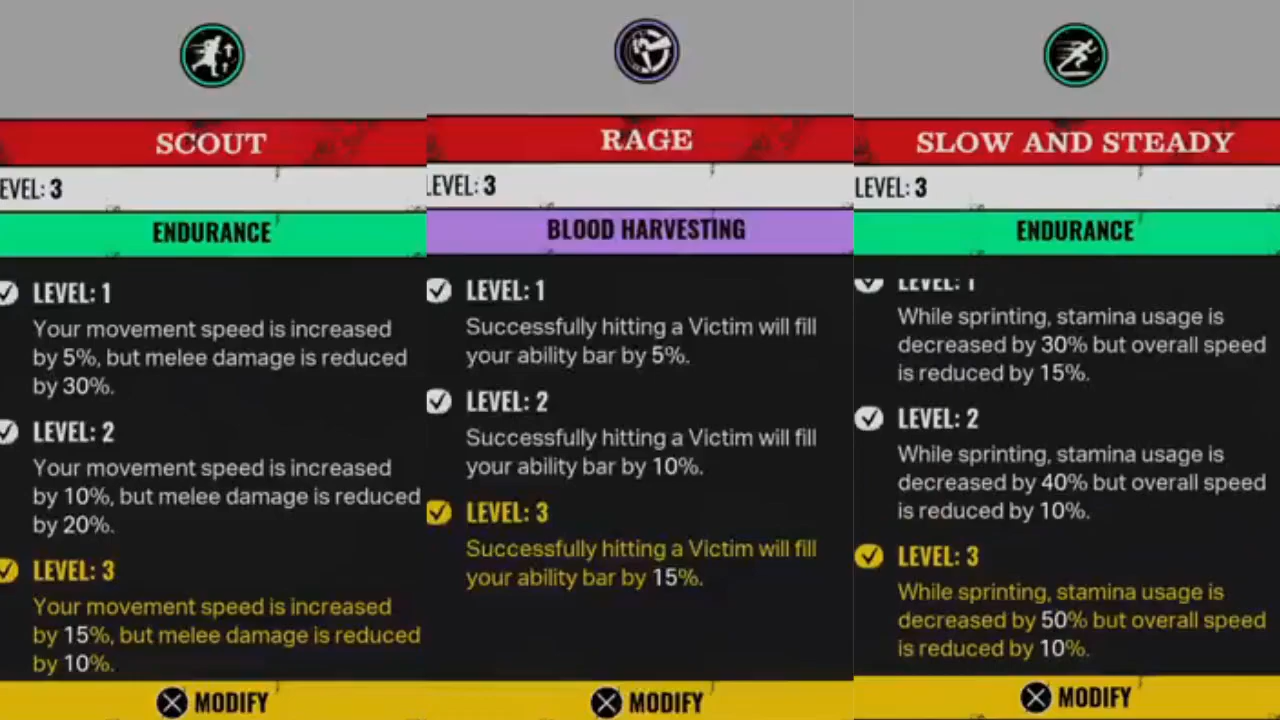 SCOUT
EVEL: 3
ENDURANCE
LEVEL: 1
Your movement speed is increased
by 5%, but melee damage is reduced
by 30%.
LEVEL: 2
Your movement speed is increased
by 10%, but melee damage is reduced
by 20%.
LEVEL: 3
Your movement speed is increased
by 15%, but melee damage is reduced
by 10%.
MODIFY
RAGE
LEVEL: 3
BLOOD HARVESTING
LEVEL: 1
Successfully hitting a Victim will fill
your ability bar by 5%.
LEVEL: 2
Successfully hitting a Victim will fill
your ability bar by 10%.
LEVEL: 3
Successfully hitting a Victim will fill
your ability bar by 15%.
MODIFY
SLOW AND STEADY
LEVEL: 3
ENDURANCE
LEVEL: 1
While sprinting, stamina usage is
decreased by 30% but overall speed
is reduced by 15%.
LEVEL: 2
While sprinting, stamina usage is
decreased by 40% but overall speed
is reduced by 10%.
LEVEL: 3
While sprinting, stamina usage is
decreased by 50% but overall speed
is reduced by 10%.
MODIFY